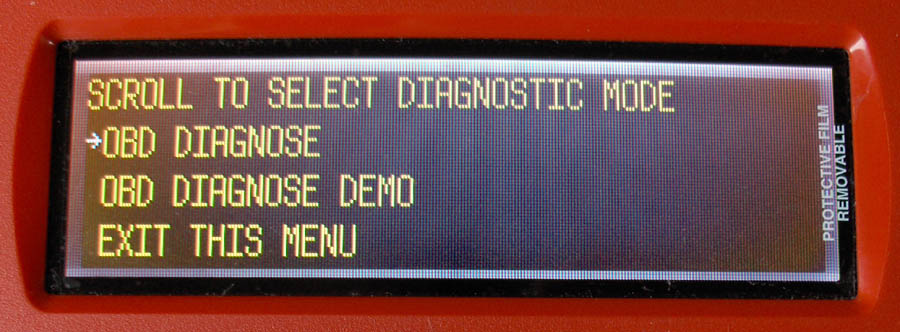 SCROLL TO SELECT DIAGNOSTIC MODE
→OBD DIAGNOSE
OBD DIAGNOSE DEMO
EXIT THIS MENU
PROTECTIVE FILM
REMOVABLE